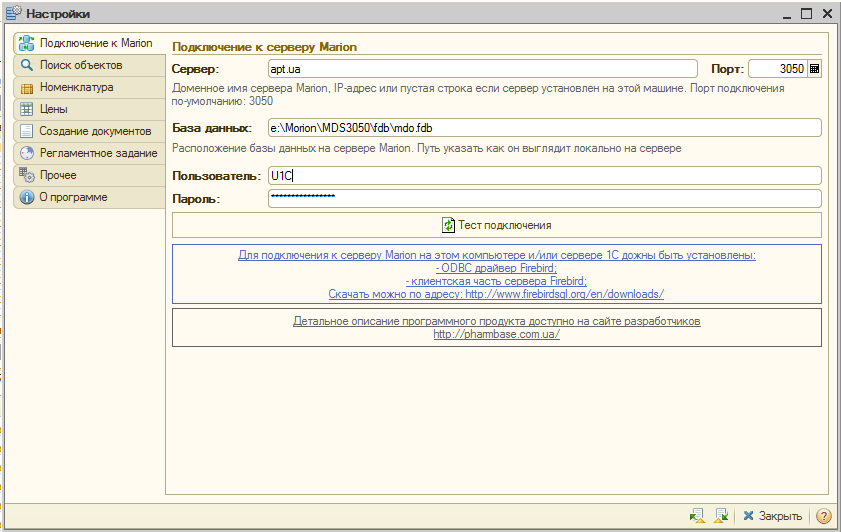 Настройки
Подключение к Marion
Поиск объектов
Номенклатура
Цены
Создание документов
Регламентное задание
Прочее
О программе
Подключение к серверу Marion
Сервер: apt.ua Порт: 3050
Доменное имя сервера Marion, IP-адрес или пустая строка если сервер установлен на этой машине. Порт подключения
по-умолчанию: 3050
База данных: e:\Morion\MDS3050\fdb\mdo.fdb
Расположение базы данных на сервере Marion. Путь указать как он выглядит локально на сервере
Пользователь: U1C
Пароль: ****************
Тест подключения
Для подключения к серверу Marion на этом компьютере и/или сервере 1С дожны быть установлены:
- ODBC драйвер Firebird;
- клиентская часть сервера Firebird;
Скачать можно по адресу: http://www.firebirdsql.org/en/downloads/
Детальное описание программного продукта доступно на сайте разработчиков
http://pharmbase.com.ua/
Закрыть ?